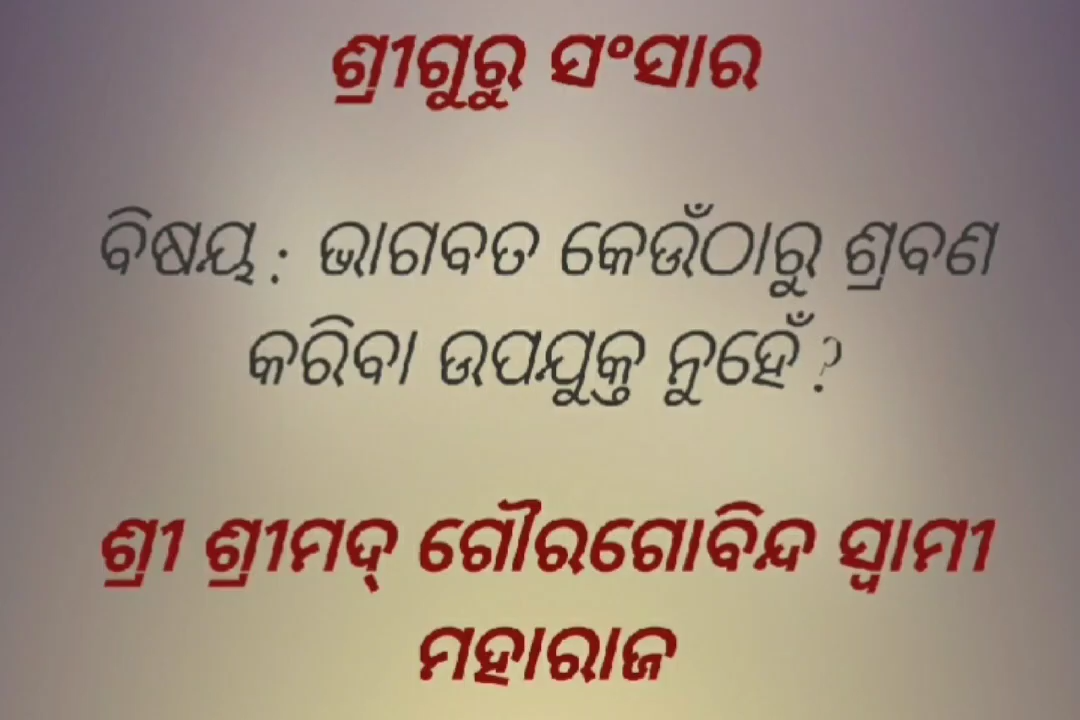 ଶ୍ରୀଗୁରୁ ସଂସାର
ବିଷୟ : ଭାଗବତ କେଉଁଠାରୁ ଶ୍ରବଣ
କରିବା ଉପଯୁକ୍ତ ନୁହେଁ ?
ଶ୍ରୀ ଶ୍ରୀମଦ୍ ଗୌରଗୋବିନ୍ଦ ସ୍ୱାମୀ
ମହାରାଜ